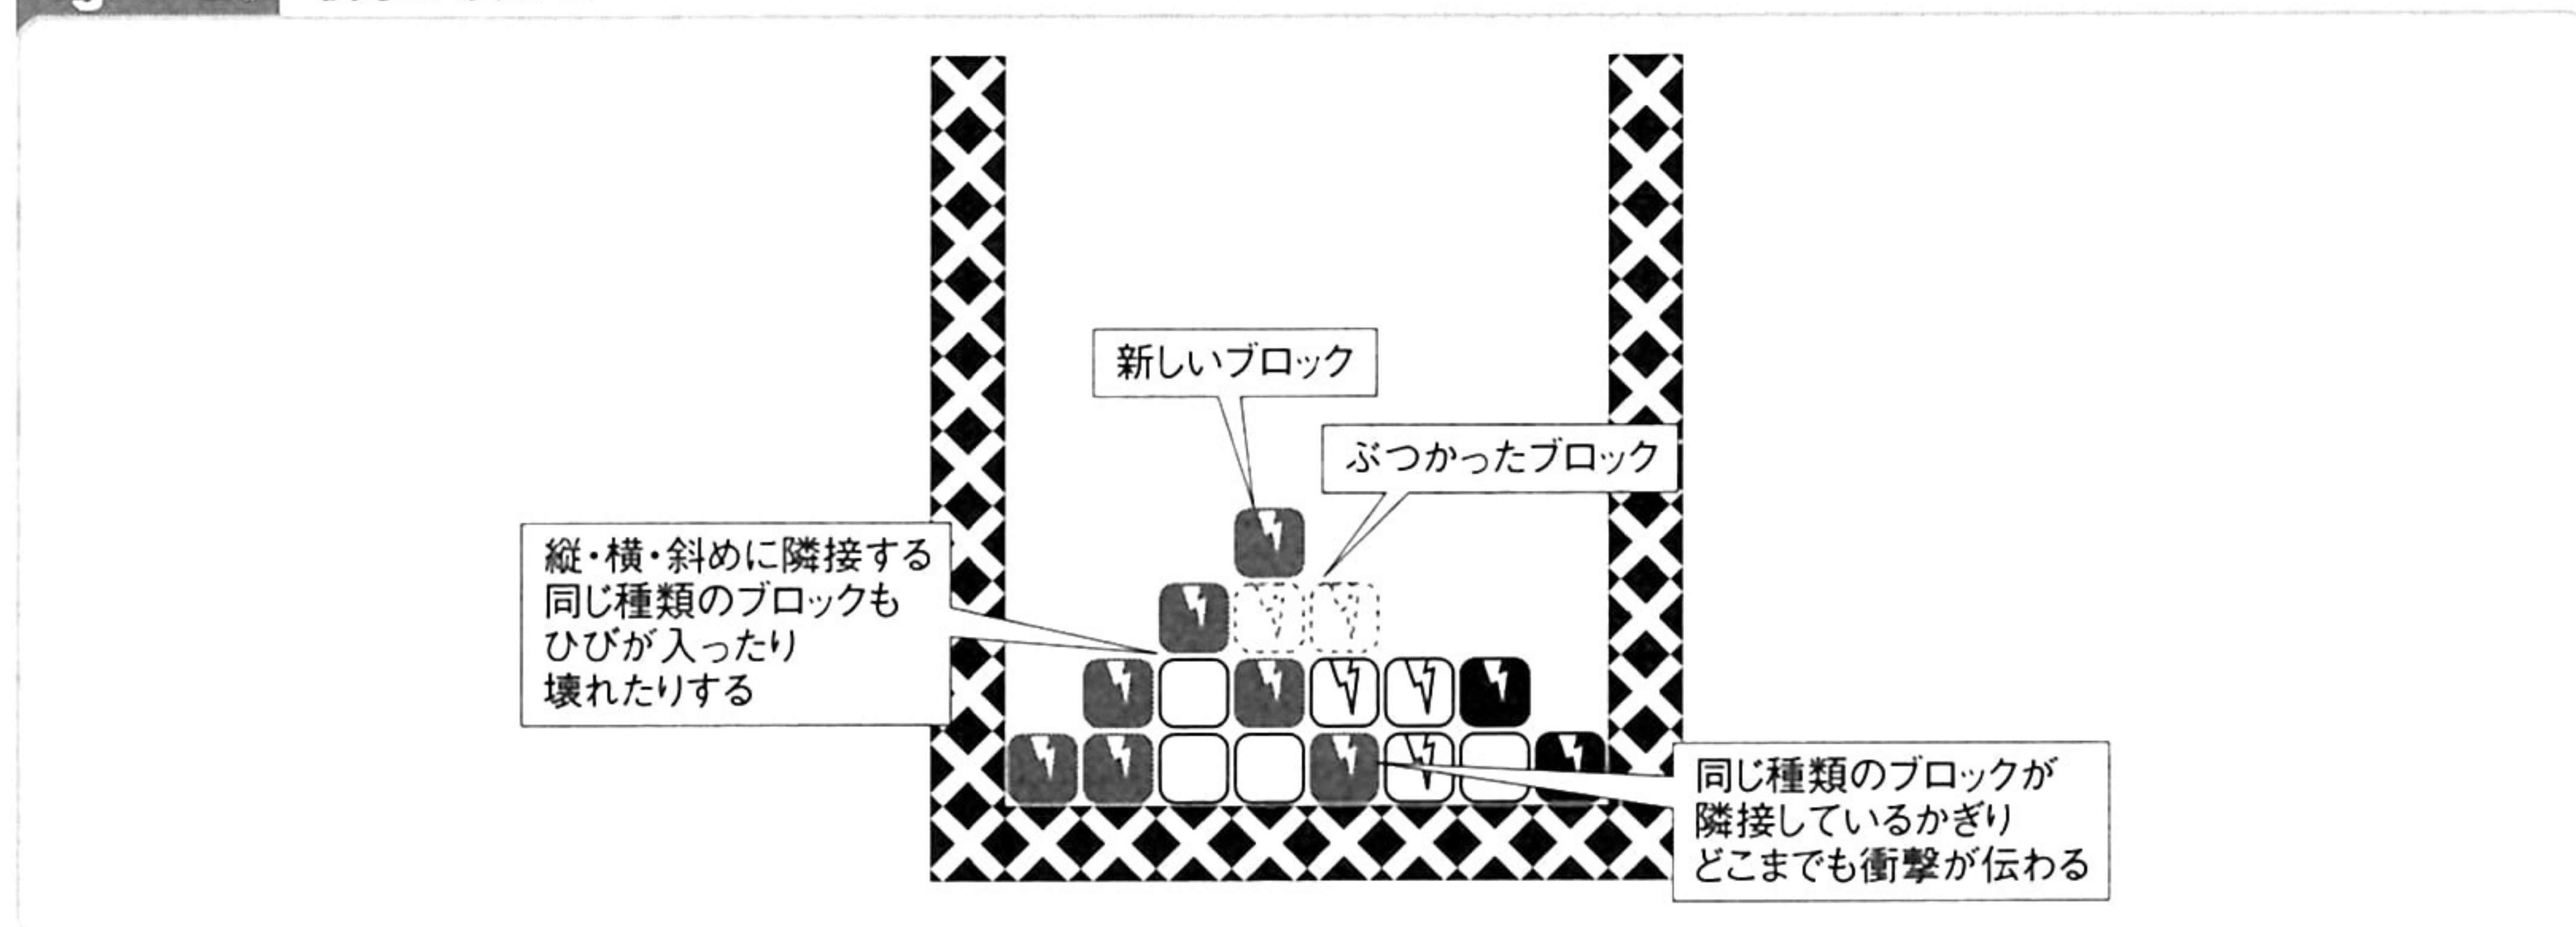 新しいブロック
ぶつかったブロック
縦・横・斜めに隣接する
同じ種類のブロックも
ひびが入ったり
壊れたりする
同じ種類のブロックが
隣接しているかぎり
どこまでも衝撃が伝わる